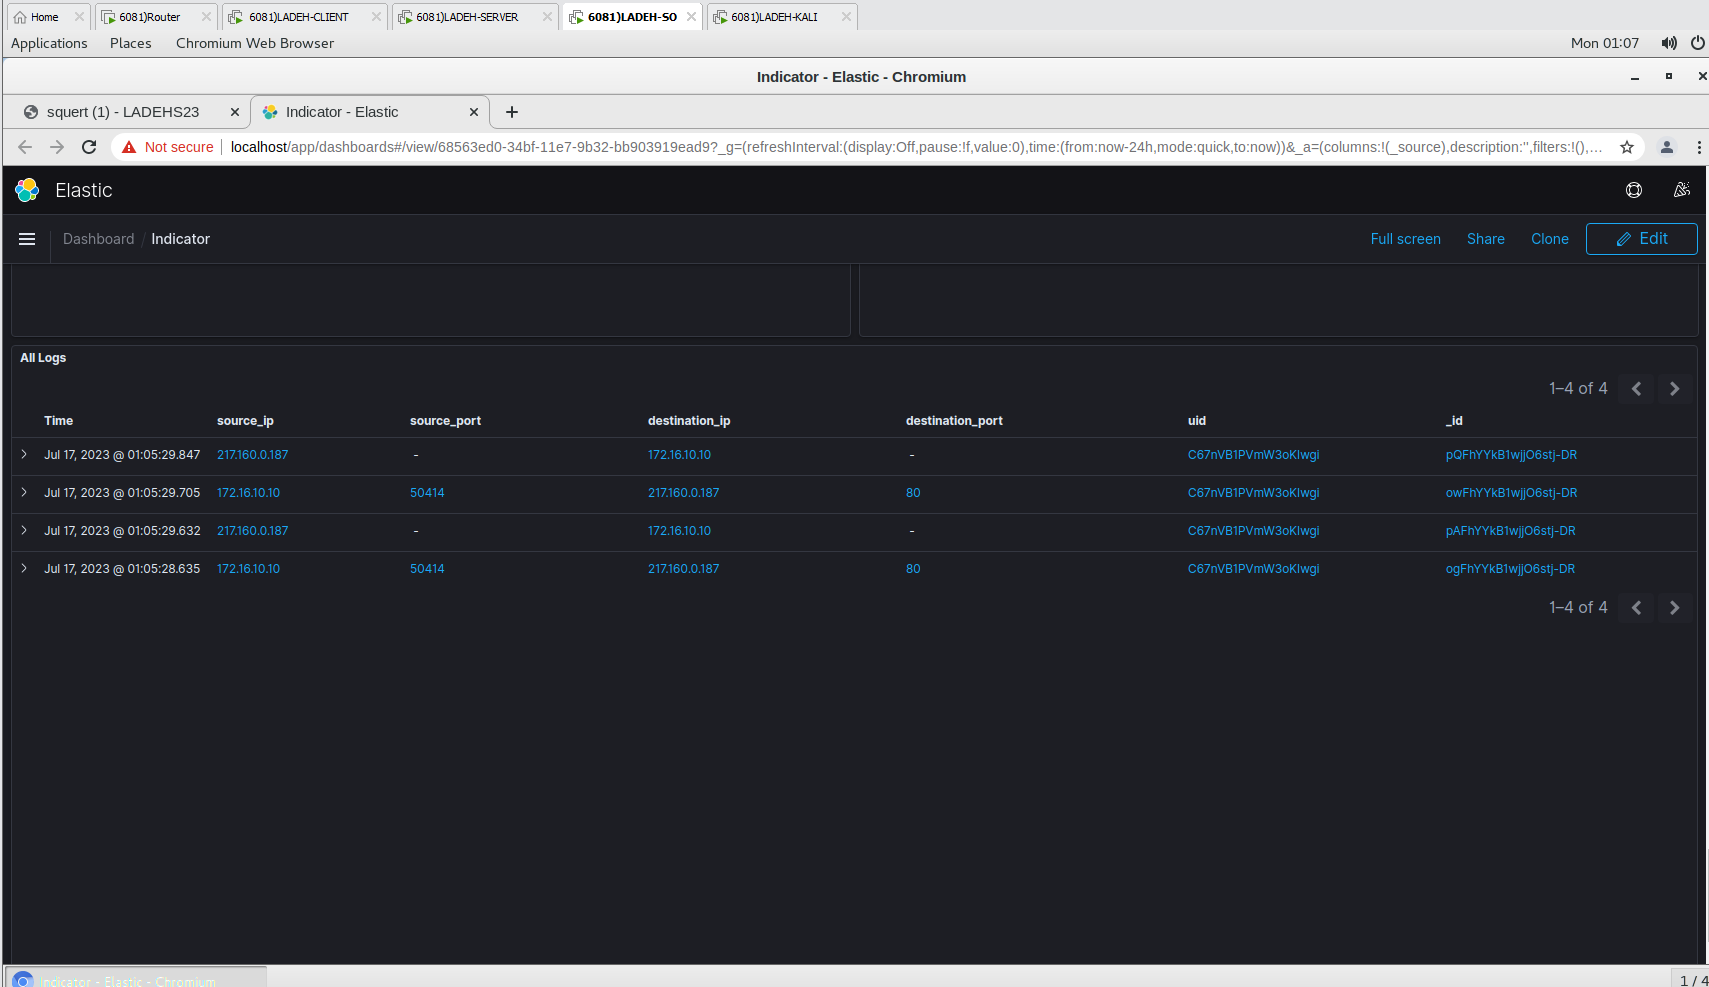 Home 6081)Router 6081)LADEH-CLIENT 6081)LADEH-SERVER 6081)LADEH-SO 6081)LADEH-KALI
Applications Places Chromium Web Browser Mon 01:07
Indicator - Elastic - Chromium
squert (1) - LADEHS23 Indicator - Elastic
Not secure localhost/app/dashboards#/view/68563ed0-34bf-11e7-9b32-bb903919ead9?_g=(refreshInterval:(display:Off,pause:!f,value:0),time:(from:now-24h,mode:quick,to:now))&_a=(columns:!(_source),description:'',filters:!(),...
Elastic
Dashboard / Indicator Full screen Share Clone Edit
All Logs
1–4 of 4
Time source_ip source_port destination_ip destination_port uid _id
Jul 17, 2023 @ 01:05:29.847 217.160.0.187 - 172.16.10.10 - C67nVB1PVmW3oKIwgi pQFhYYkB1wjjO6stj-DR
Jul 17, 2023 @ 01:05:29.705 172.16.10.10 50414 217.160.0.187 80 C67nVB1PVmW3oKIwgi owFhYYkB1wjjO6stj-DR
Jul 17, 2023 @ 01:05:29.632 217.160.0.187 - 172.16.10.10 - C67nVB1PVmW3oKIwgi pAFhYYkB1wjjO6stj-DR
Jul 17, 2023 @ 01:05:28.635 172.16.10.10 50414 217.160.0.187 80 C67nVB1PVmW3oKIwgi ogFhYYkB1wjjO6stj-DR
1–4 of 4
Indicator - Elastic - Chromium 1 / 4